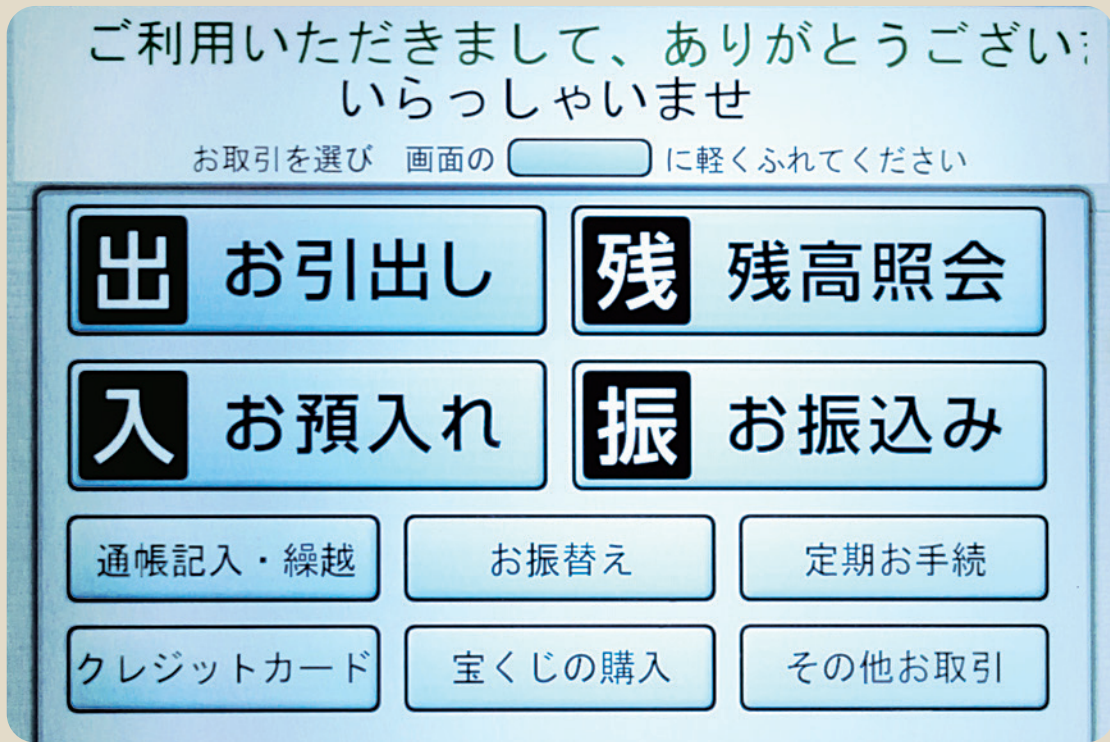 ご利用いただきまして、ありがとうござい
いらっしゃいませ
お取引を選び 画面の に軽くふれてください
出 お引出し
残 残高照会
入 お預入れ
振 お振込み
通帳記入・繰越
お振替え
定期お手続
クレジットカード
宝くじの購入
その他お取引